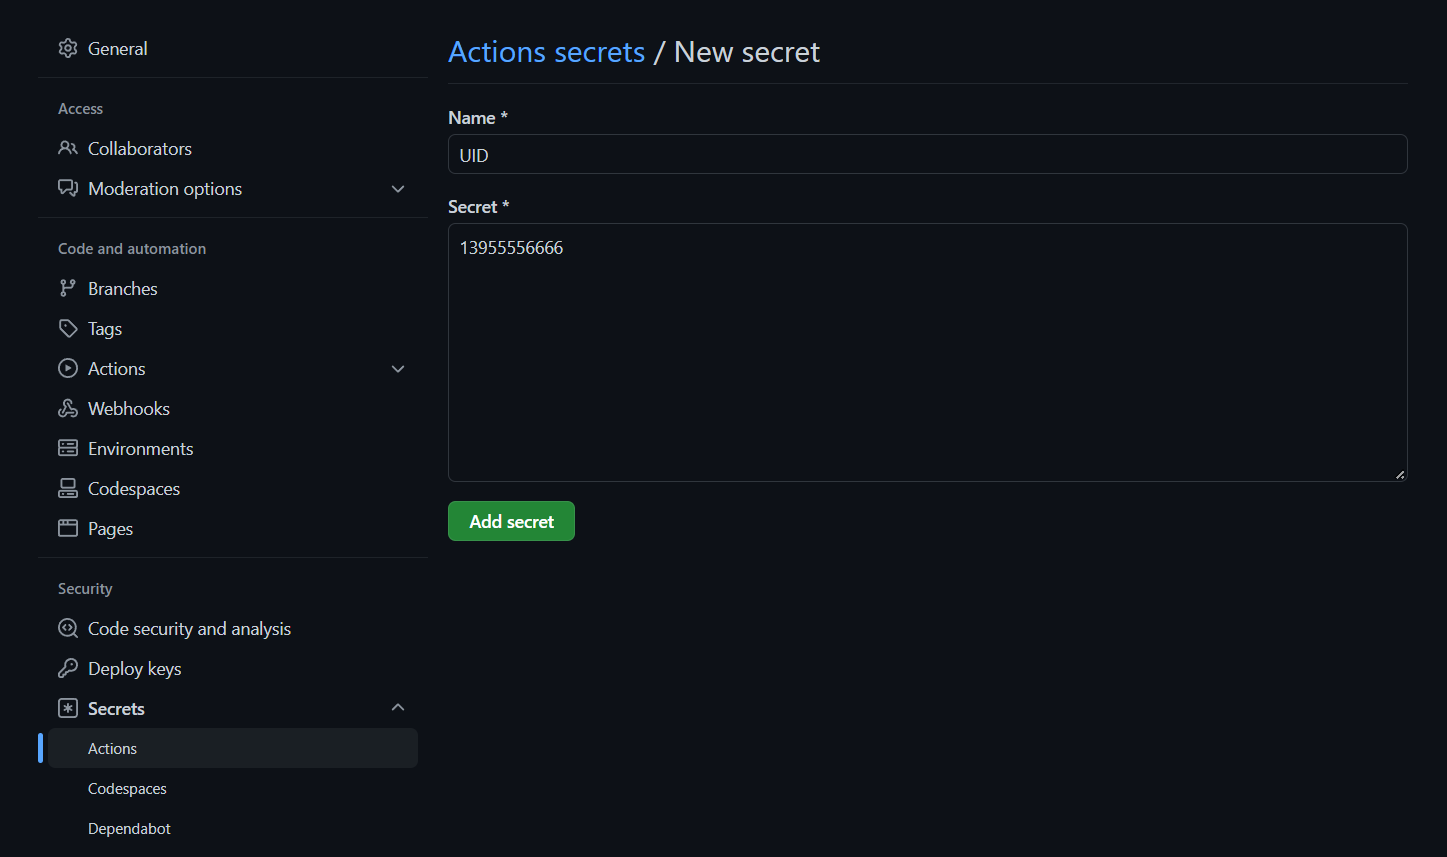 General
Access
Collaborators
Moderation options
Code and automation
Branches
Tags
Actions
Webhooks
Environments
Codespaces
Pages
Security
Code security and analysis
Deploy keys
Secrets
Actions
Codespaces
Dependabot
Actions secrets / New secret
Name *
UID
Secret *
13955556666
Add secret